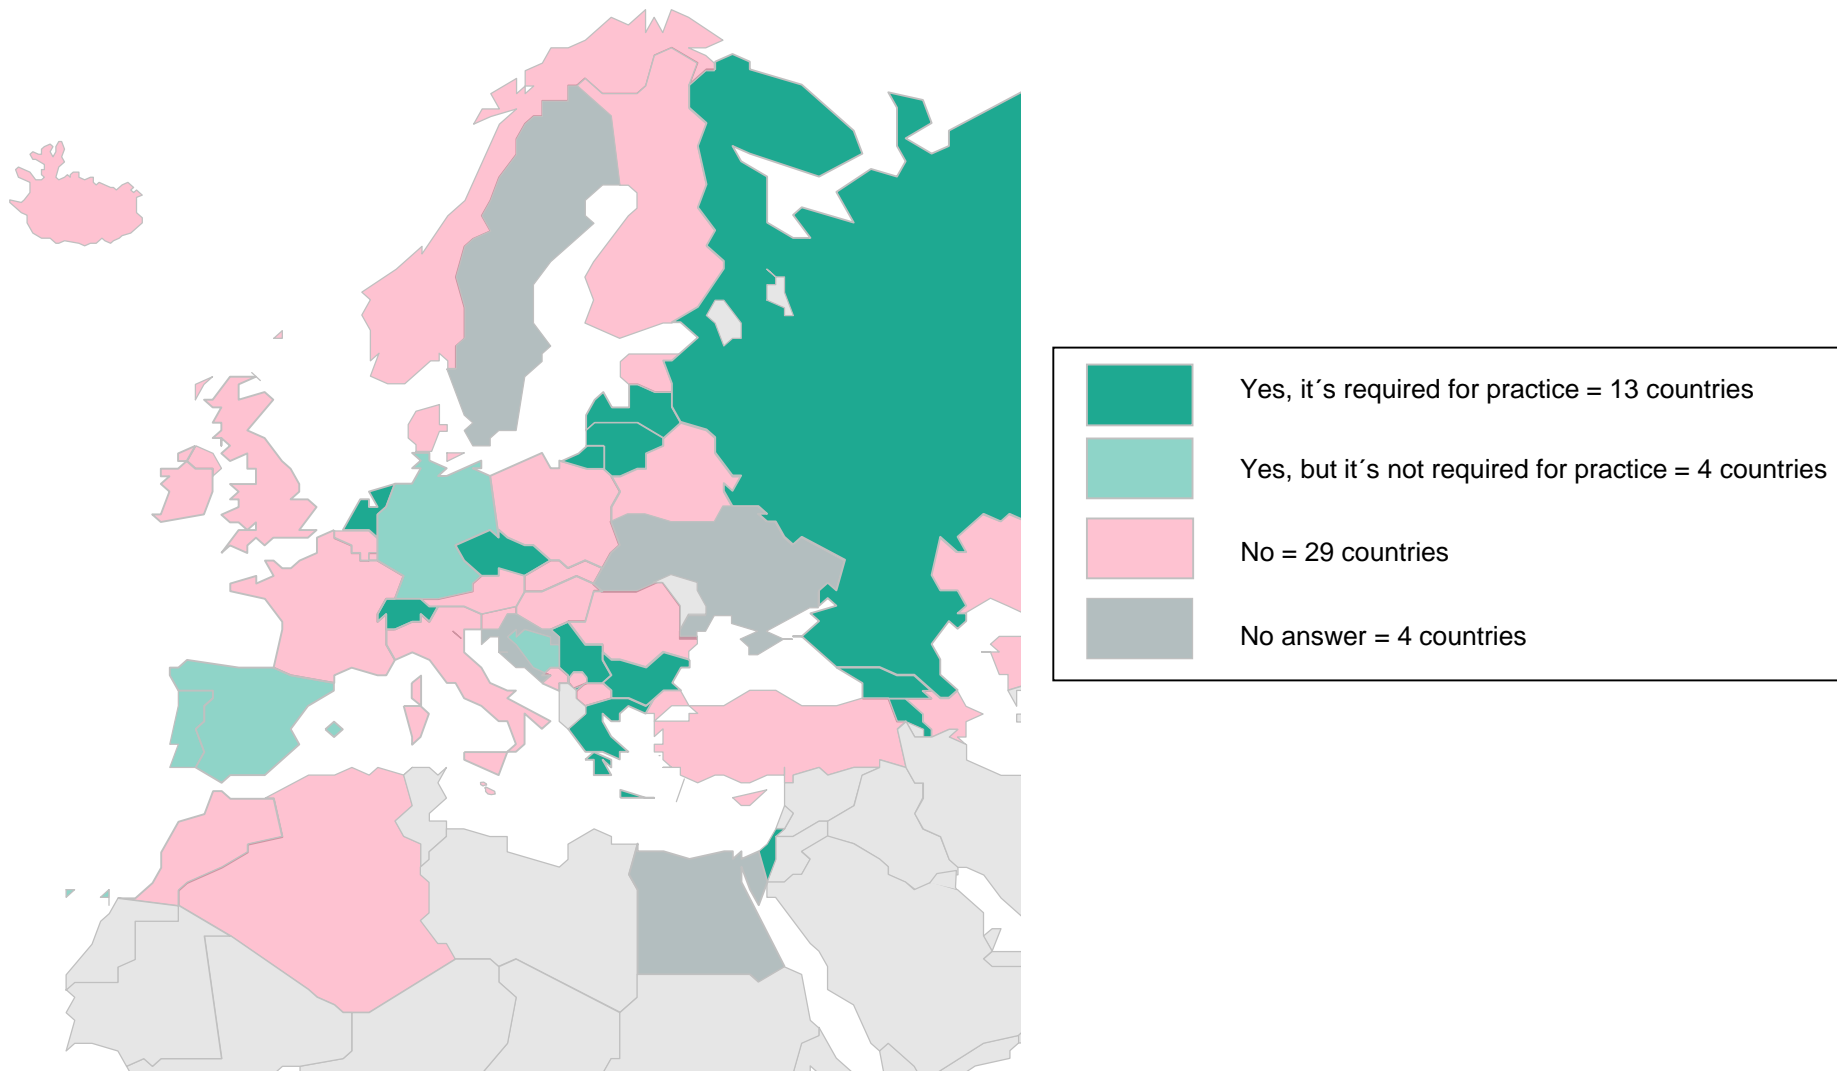 Yes, it´s required for practice = 13 countries
Yes, but it´s not required for practice = 4 countries
No = 29 countries
No answer = 4 countries